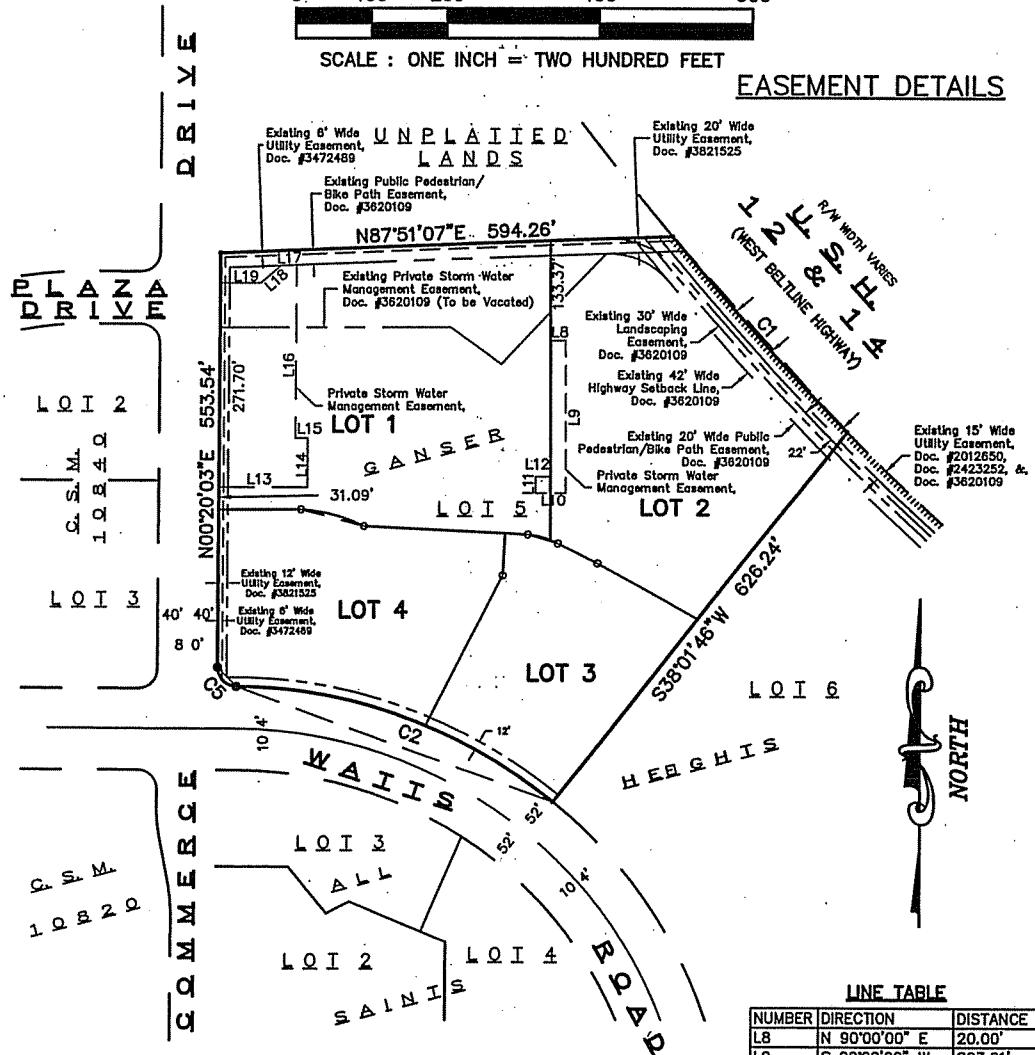 SCALE : ONE INCH = TWO HUNDRED FEET
EASEMENT DETAILS
DRIVE
Existing 6' Wide
Utility Easement,
Doc. #3472489
UNPLATTED
LANDS
Existing 20' Wide
Utility Easement,
Doc. #3821525
Existing Public Pedestrian/
Bike Path Easement,
Doc. #3620109
N87°51'07"E 594.26'
R/W WIDTH VARIES
U. S. H.
12 & 14
(WEST BELTLINE HIGHWAY)
C1
PLAZA
DRIVE
L17
L19
L18
Existing Private Storm Water
Management Easement,
Doc. #3620109 (To be Vacated)
133.37
Existing 30' Wide
Landscaping
Easement,
Doc. #3620109
L8
Existing 42' Wide
Highway Setback Line,
Doc. #3620109
N00°20'03"E 553.54'
271.70'
L16
L9
Private Storm Water
Management Easement,
LOT 1
LOT 2
C. S. M.
10840
GANSER
Existing 20' Wide Public
Pedestrian/Bike Path Easement,
Doc. #3620109
22'
Existing 15' Wide
Utility Easement,
Doc. #2012650,
Doc. #2423252, &
Doc. #3620109
L15
L14
L13
L12
L11
L10
Private Storm Water
Management Easement,
31.09'
LOT 5
LOT 2
S38°01'46"W 626.24'
Existing 12' Wide
Utility Easement,
Doc. #3821525
LOT 3
40' 40'
80'
Existing 6' Wide
Utility Easement,
Doc. #3472489
LOT 4
LOT 3
LOT 6
HEIGHTS
C5
C2
12'
104'
WATTS
52'
52'
104'
ROAD
NORTH
COMMERCE
C. S. M.
10820
LOT 3
ALL
LOT 2
LOT 4
SAINTS
LINE TABLE
NUMBER DIRECTION DISTANCE
L8 N 90°00'00" E 20.00'